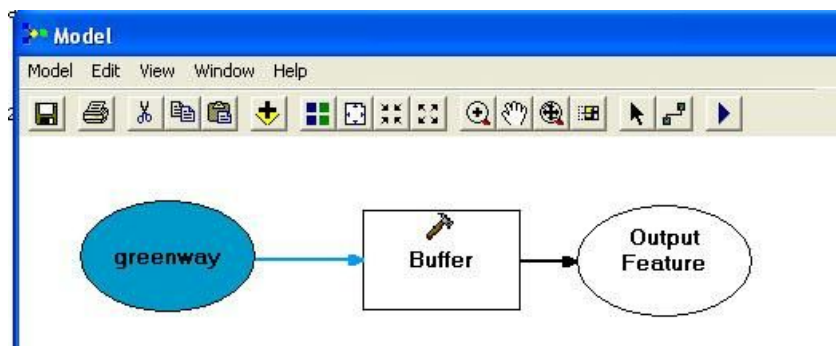 Model
Model Edit View Window Help
greenway
Buffer
Output
Feature